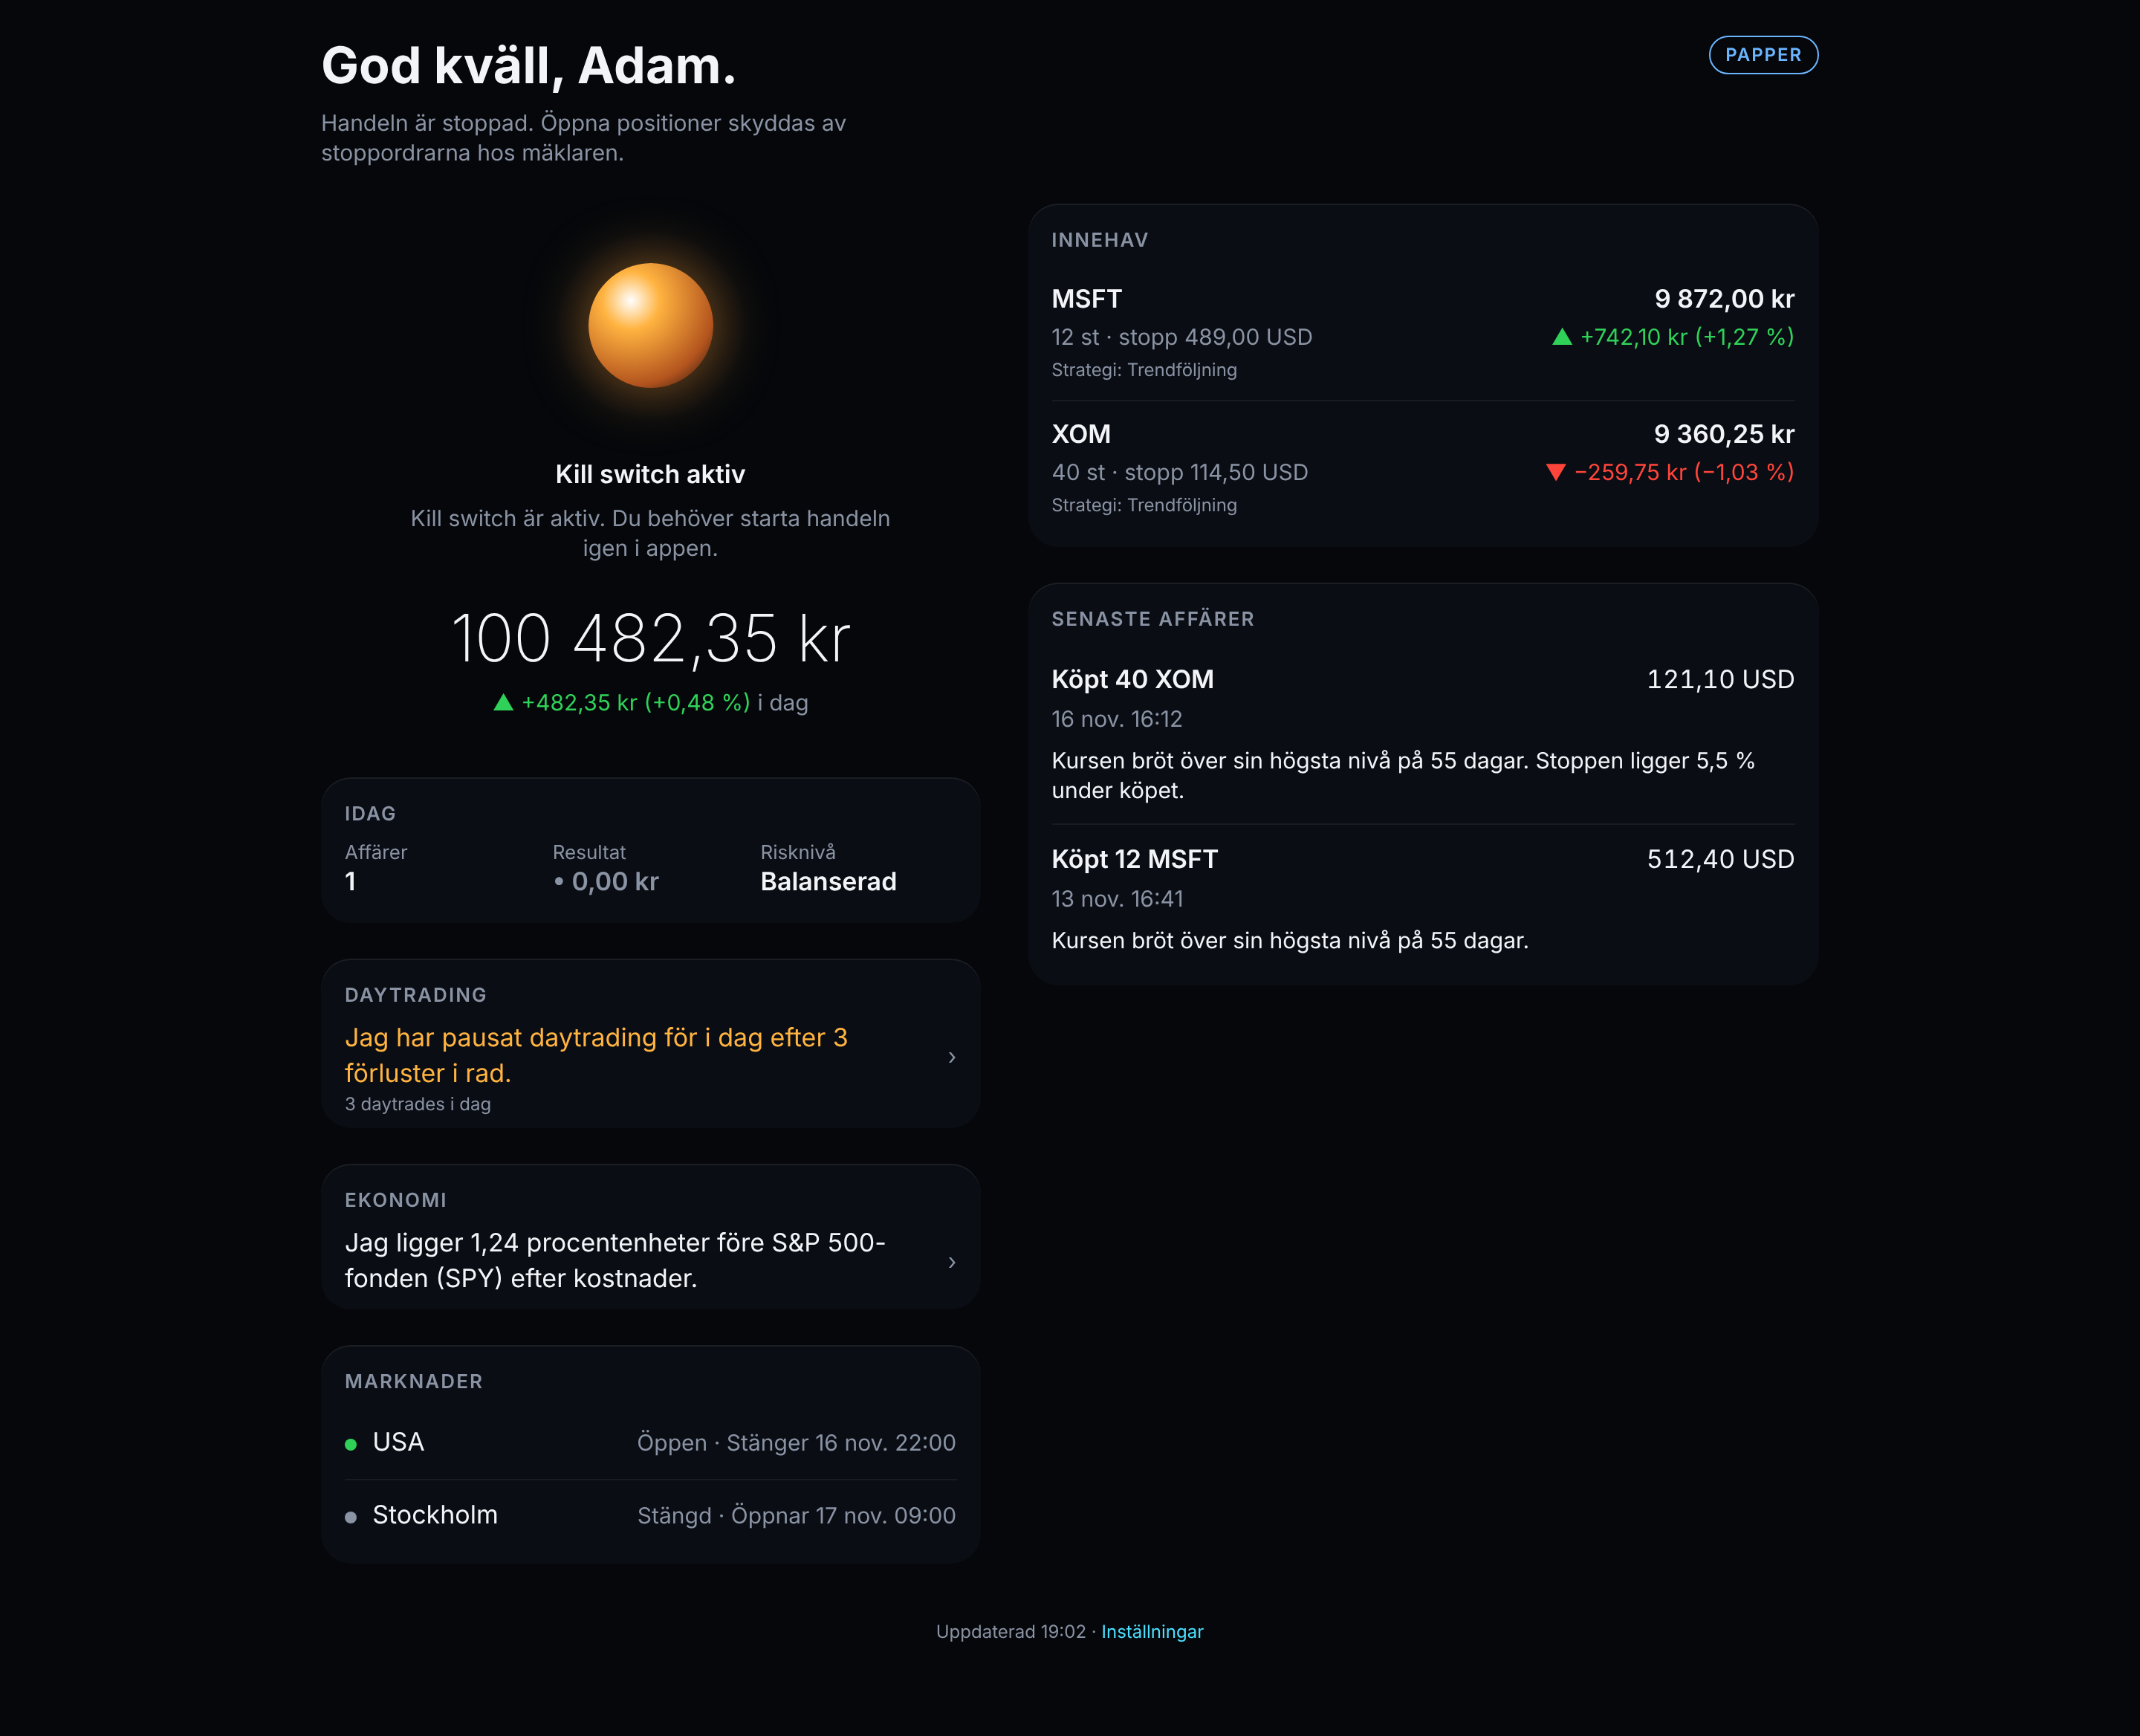 God kväll, Adam.
PAPPER
Handeln är stoppad. Öppna positioner skyddas av
stoppordrarna hos mäklaren.
Kill switch aktiv
Kill switch är aktiv. Du behöver starta handeln
igen i appen.
100 482,35 kr
▲ +482,35 kr (+0,48 %) i dag
IDAG
Affärer
1
Resultat
• 0,00 kr
Risknivå
Balanserad
DAYTRADING
Jag har pausat daytrading för i dag efter 3
förluster i rad.
3 daytrades i dag
›
EKONOMI
Jag ligger 1,24 procentenheter före S&P 500-
fonden (SPY) efter kostnader.
›
MARKNADER
USA
Öppen · Stänger 16 nov. 22:00
Stockholm
Stängd · Öppnar 17 nov. 09:00
INNEHAV
MSFT
9 872,00 kr
12 st · stopp 489,00 USD
▲ +742,10 kr (+1,27 %)
Strategi: Trendföljning
XOM
9 360,25 kr
40 st · stopp 114,50 USD
▼ −259,75 kr (−1,03 %)
Strategi: Trendföljning
SENASTE AFFÄRER
Köpt 40 XOM
121,10 USD
16 nov. 16:12
Kursen bröt över sin högsta nivå på 55 dagar. Stoppen ligger 5,5 %
under köpet.
Köpt 12 MSFT
512,40 USD
13 nov. 16:41
Kursen bröt över sin högsta nivå på 55 dagar.
Uppdaterad 19:02 · Inställningar